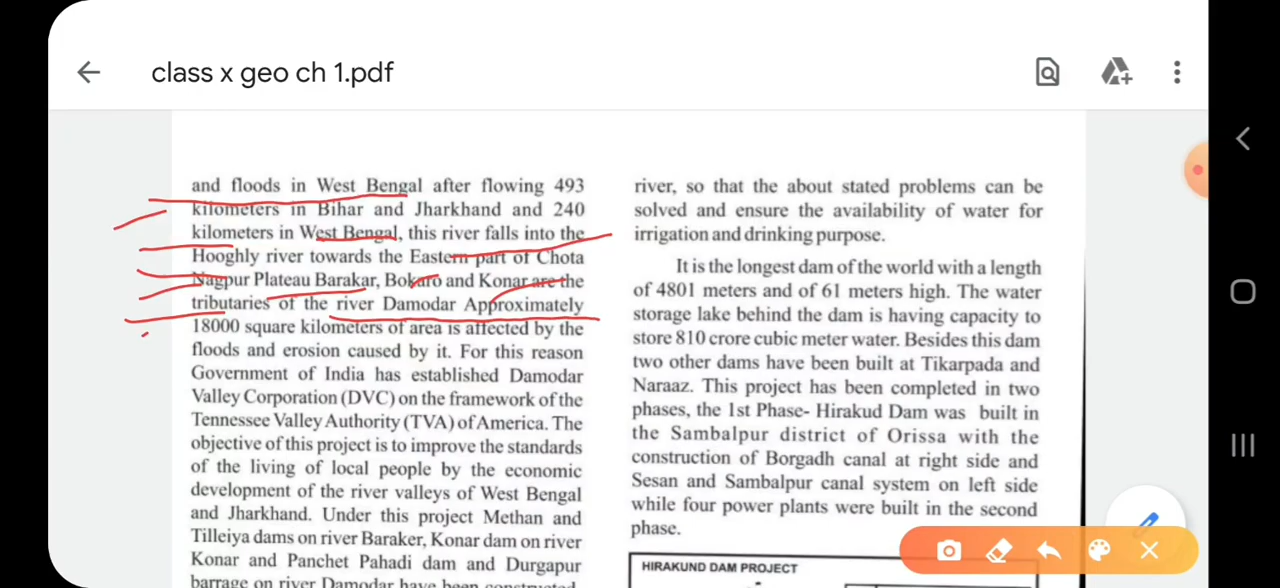 class x geo ch 1.pdf
and floods in West Bengal after flowing 493
kilometers in Bihar and Jharkhand and 240
kilometers in West Bengal, this river falls into the
Hooghly river towards the Eastern part of Chota
Nagpur Plateau Barakar, Bokaro and Konar are the
tributaries of the river Damodar Approximately
18000 square kilometers of area is affected by the
floods and erosion caused by it. For this reason
Government of India has established Damodar
Valley Corporation (DVC) on the framework of the
Tennessee Valley Authority (TVA) of America. The
objective of this project is to improve the standards
of the living of local people by the economic
development of the river valleys of West Bengal
and Jharkhand. Under this project Methan and
Tilleiya dams on river Baraker, Konar dam on river
Konar and Panchet Pahadi dam and Durgapur
barrage on river Damodar have been constructed.
river, so that the about stated problems can be
solved and ensure the availability of water for
irrigation and drinking purpose.
It is the longest dam of the world with a length
of 4801 meters and of 61 meters high. The water
storage lake behind the dam is having capacity to
store 810 crore cubic meter water. Besides this dam
two other dams have been built at Tikarpada and
Naraaz. This project has been completed in two
phases, the 1st Phase- Hirakud Dam was built in
the Sambalpur district of Orissa with the
construction of Borgadh canal at right side and
Sesan and Sambalpur canal system on left side
while four power plants were built in the second
phase.
HIRAKUND DAM PROJECT